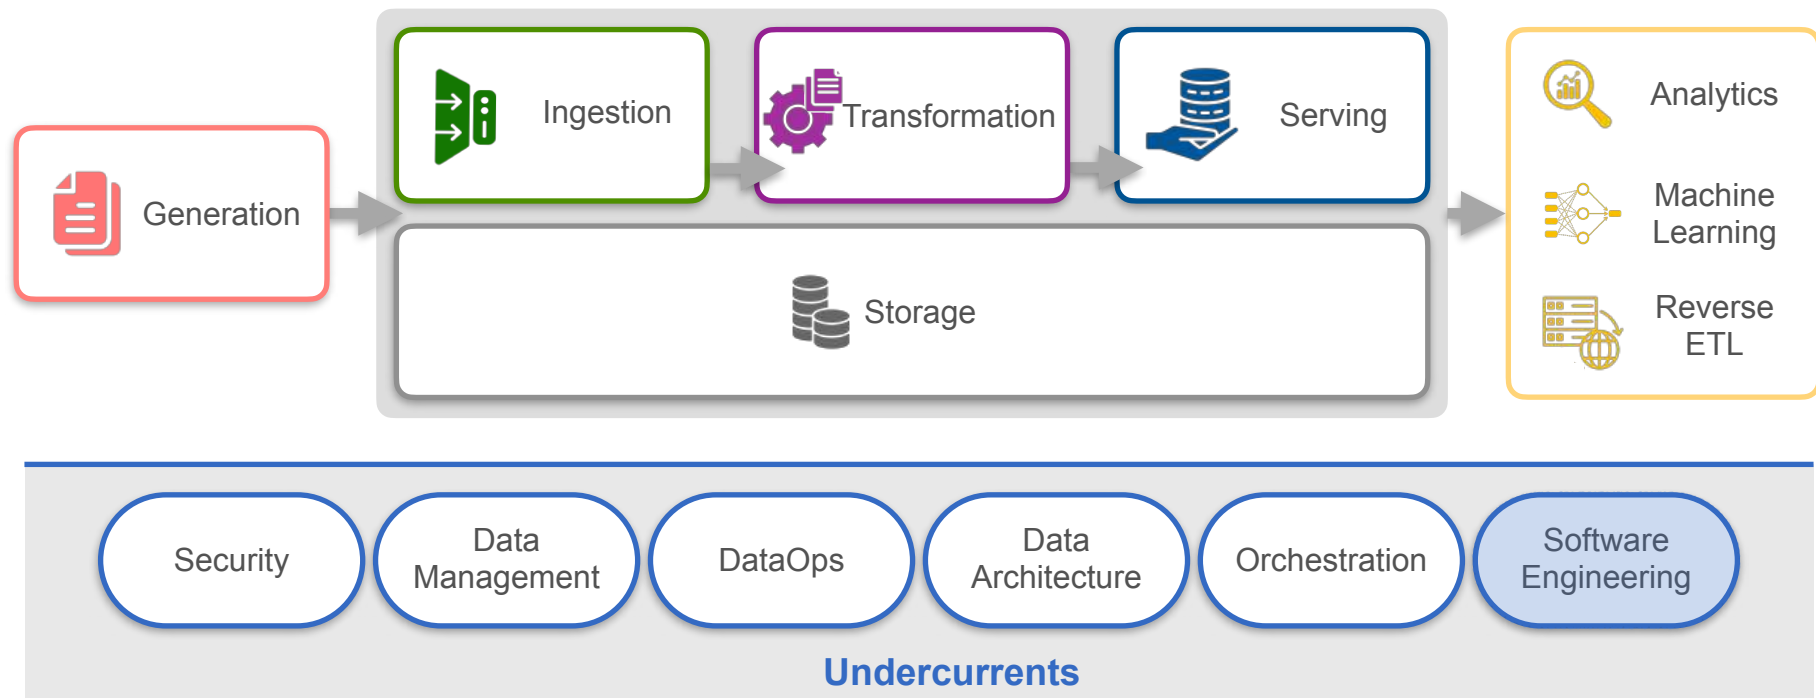 Generation
Ingestion
Transformation
Serving
Storage
Analytics
Machine
Learning
Reverse
ETL
Security
Data
Management
DataOps
Data
Architecture
Orchestration
Software
Engineering
Undercurrents